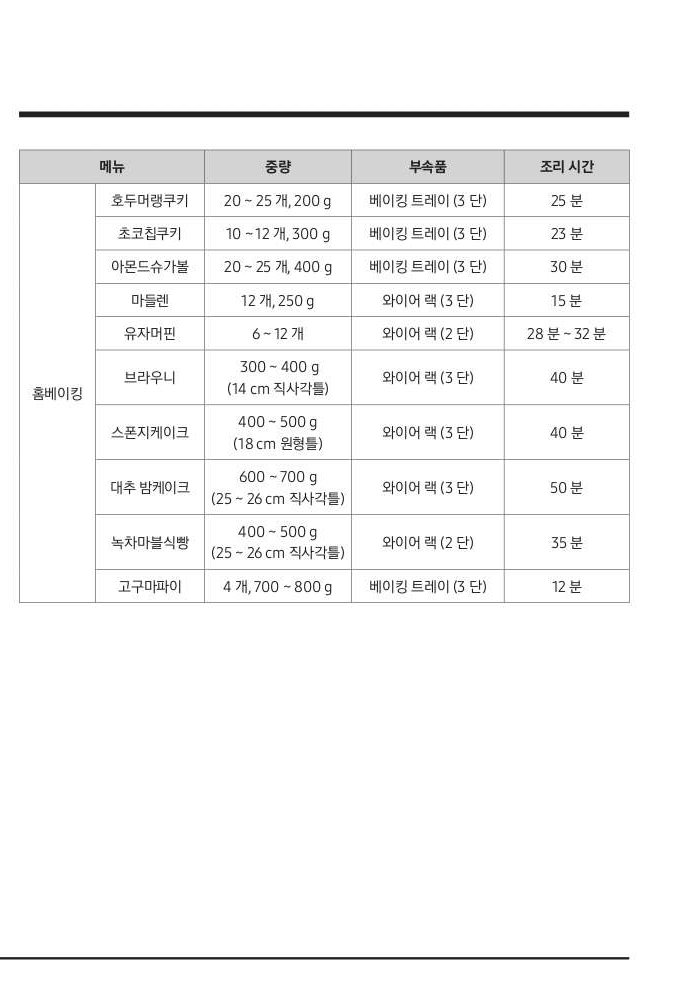 메뉴 중량 부속품 조리 시간
홈베이킹
호두머랭쿠키 20 ~ 25 개, 200 g 베이킹 트레이 (3 단) 25 분
초코칩쿠키 10 ~ 12 개, 300 g 베이킹 트레이 (3 단) 23 분
아몬드슈가볼 20 ~ 25 개, 400 g 베이킹 트레이 (3 단) 30 분
마들렌 12 개, 250 g 와이어 랙 (3 단) 15 분
유자머핀 6 ~ 12 개 와이어 랙 (2 단) 28 분 ~ 32 분
브라우니 300 ~ 400 g
(14 cm 직사각틀) 와이어 랙 (3 단) 40 분
스폰지케이크 400 ~ 500 g
(18 cm 원형틀) 와이어 랙 (3 단) 40 분
대추 밤케이크 600 ~ 700 g
(25 ~ 26 cm 직사각틀) 와이어 랙 (3 단) 50 분
녹차마블식빵 400 ~ 500 g
(25 ~ 26 cm 직사각틀) 와이어 랙 (2 단) 35 분
고구마파이 4 개, 700 ~ 800 g 베이킹 트레이 (3 단) 12 분